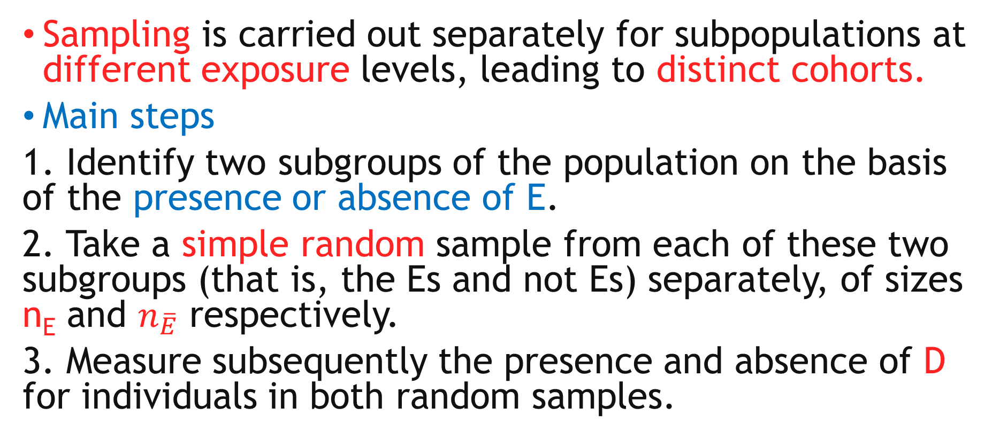 • Sampling is carried out separately for subpopulations at
different exposure levels, leading to distinct cohorts.
• Main steps
1. Identify two subgroups of the population on the basis
of the presence or absence of E.
2. Take a simple random sample from each of these two
subgroups (that is, the Es and not Es) separately, of sizes
n_E and n_Ē respectively.
3. Measure subsequently the presence and absence of D
for individuals in both random samples.